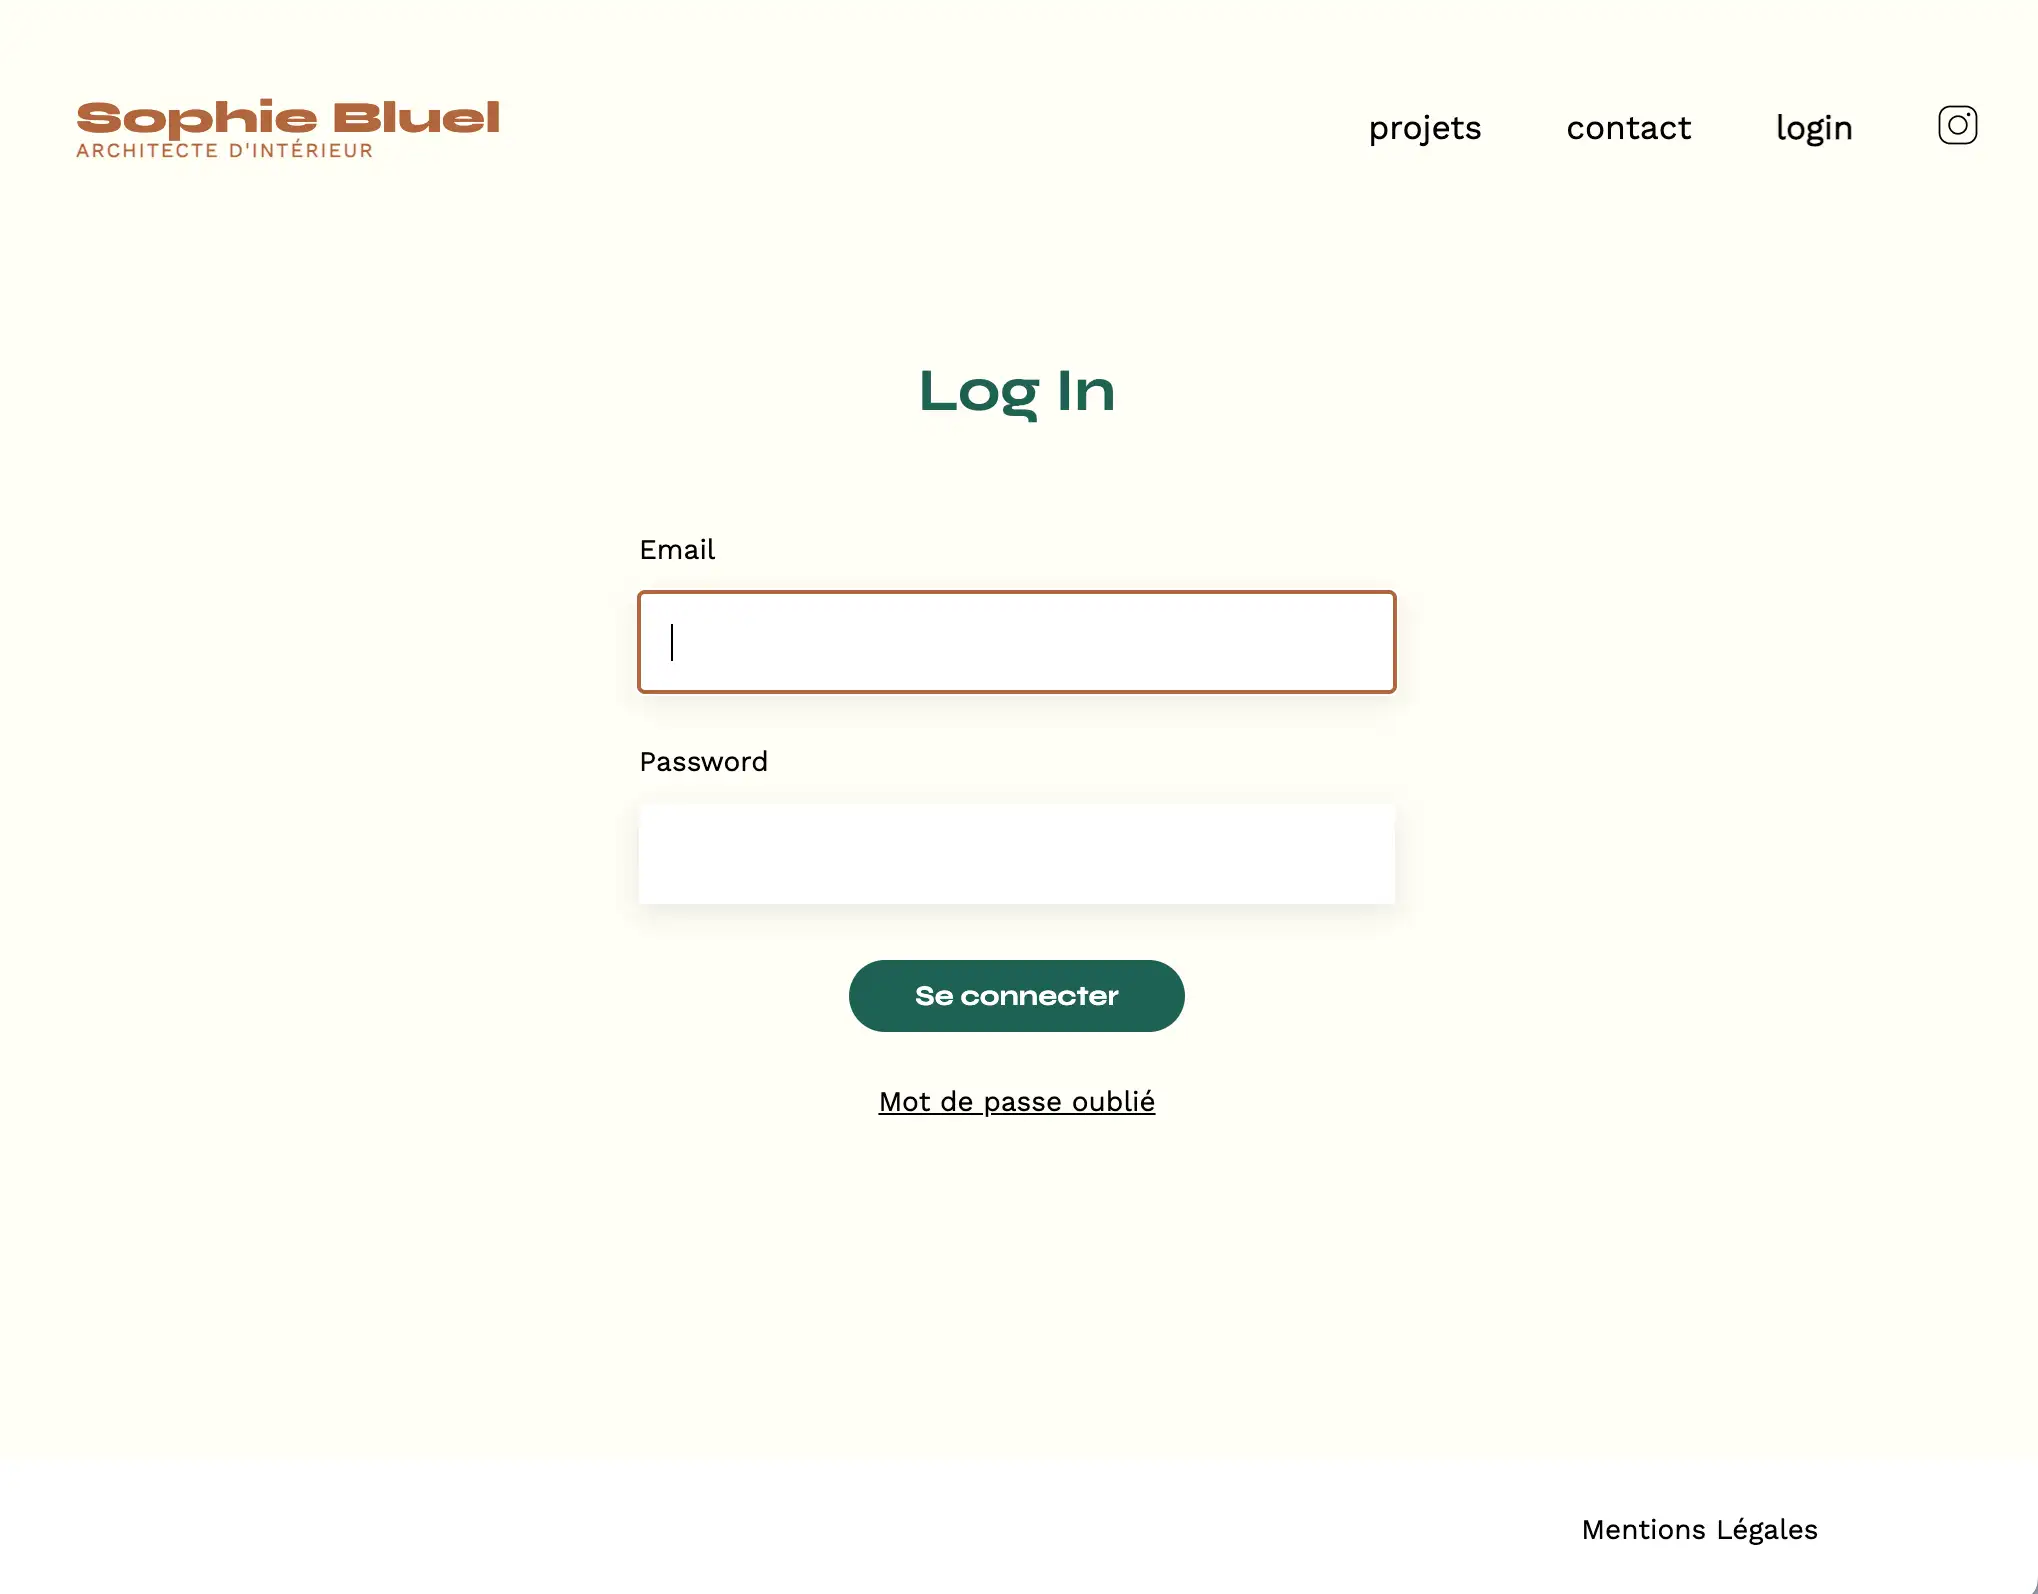 Sophie Bluel
ARCHITECTE D'INTÉRIEUR
projets contact login
Log In
Email
Password
Se connecter
Mot de passe oublié
Mentions Légales